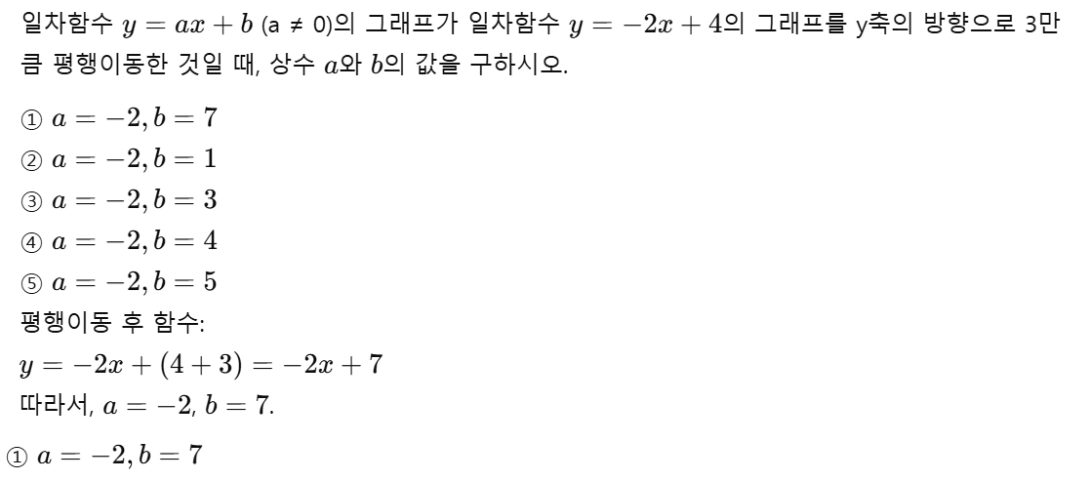 일차함수 y = ax + b (a ≠ 0)의 그래프가 일차함수 y = −2x + 4의 그래프를 y축의 방향으로 3만
큼 평행이동한 것일 때, 상수 a와 b의 값을 구하시오.
① a = −2, b = 7
② a = −2, b = 1
③ a = −2, b = 3
④ a = −2, b = 4
⑤ a = −2, b = 5
평행이동 후 함수:
y = −2x + (4 + 3) = −2x + 7
따라서, a = −2, b = 7.
① a = −2, b = 7